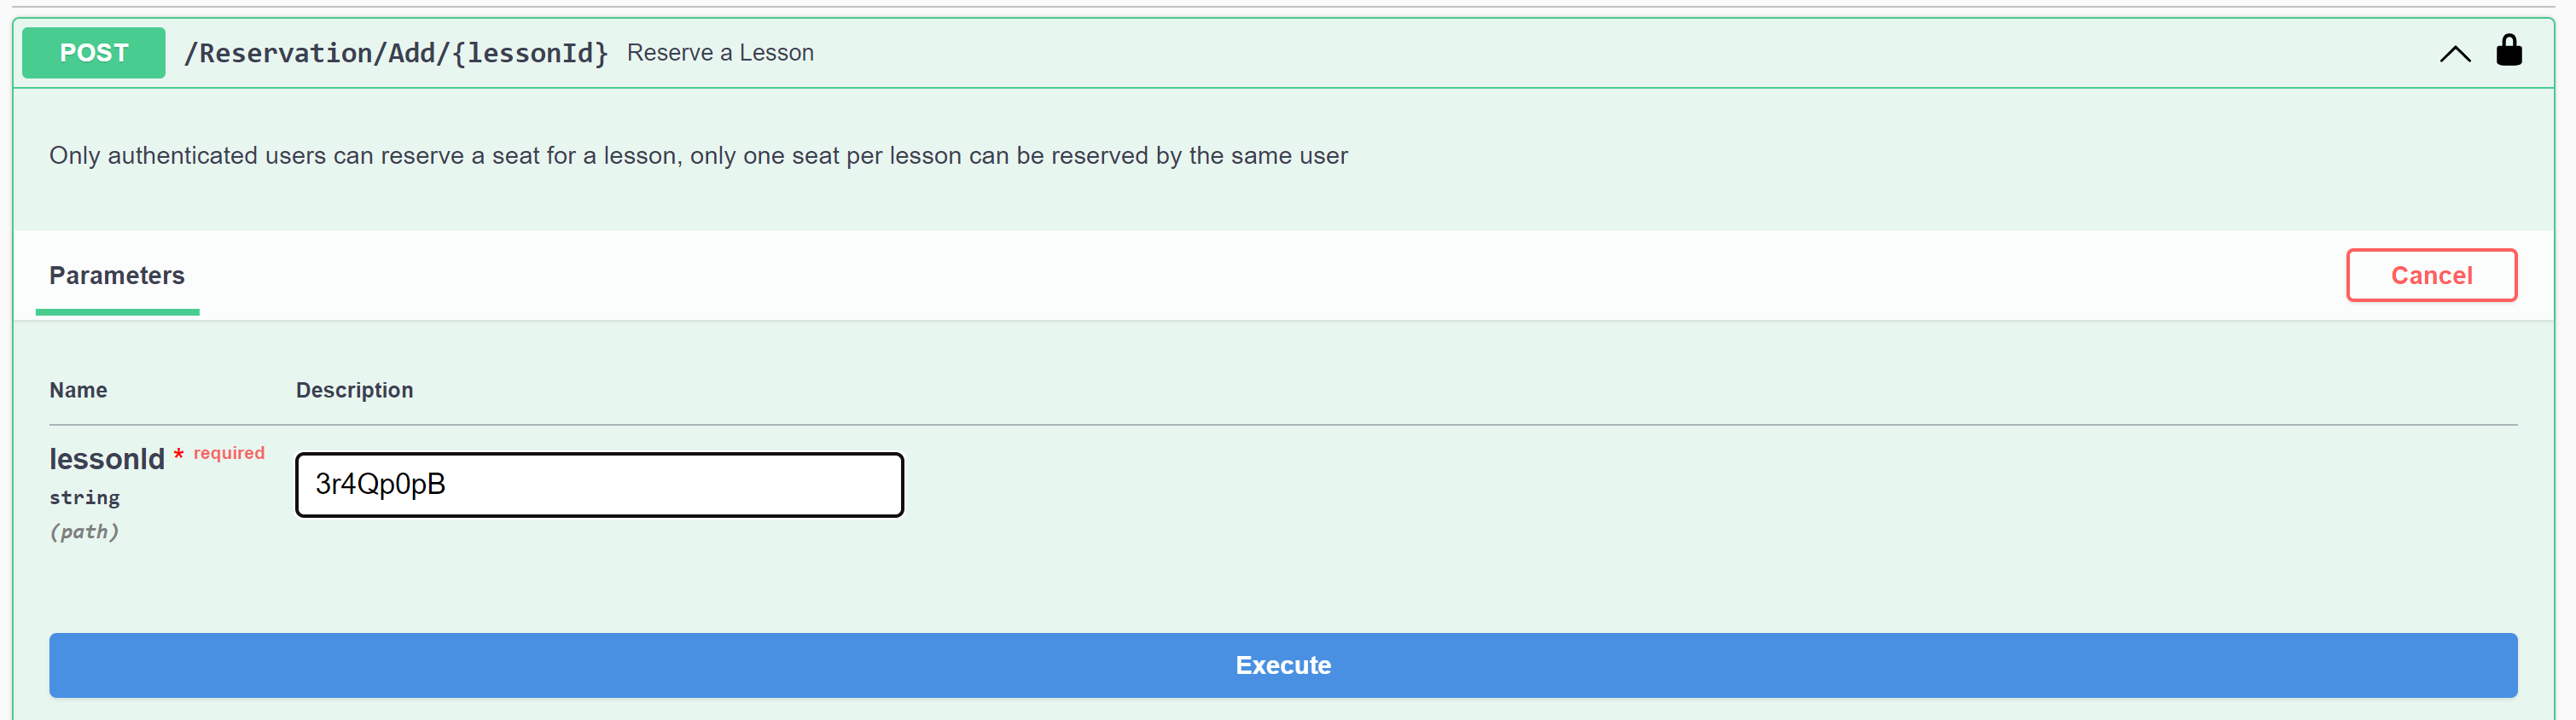 POST /Reservation/Add/{lessonId} Reserve a Lesson
Only authenticated users can reserve a seat for a lesson, only one seat per lesson can be reserved by the same user
Parameters Cancel
Name Description
lessonId * required
string
(path)
3r4Qp0pB
Execute